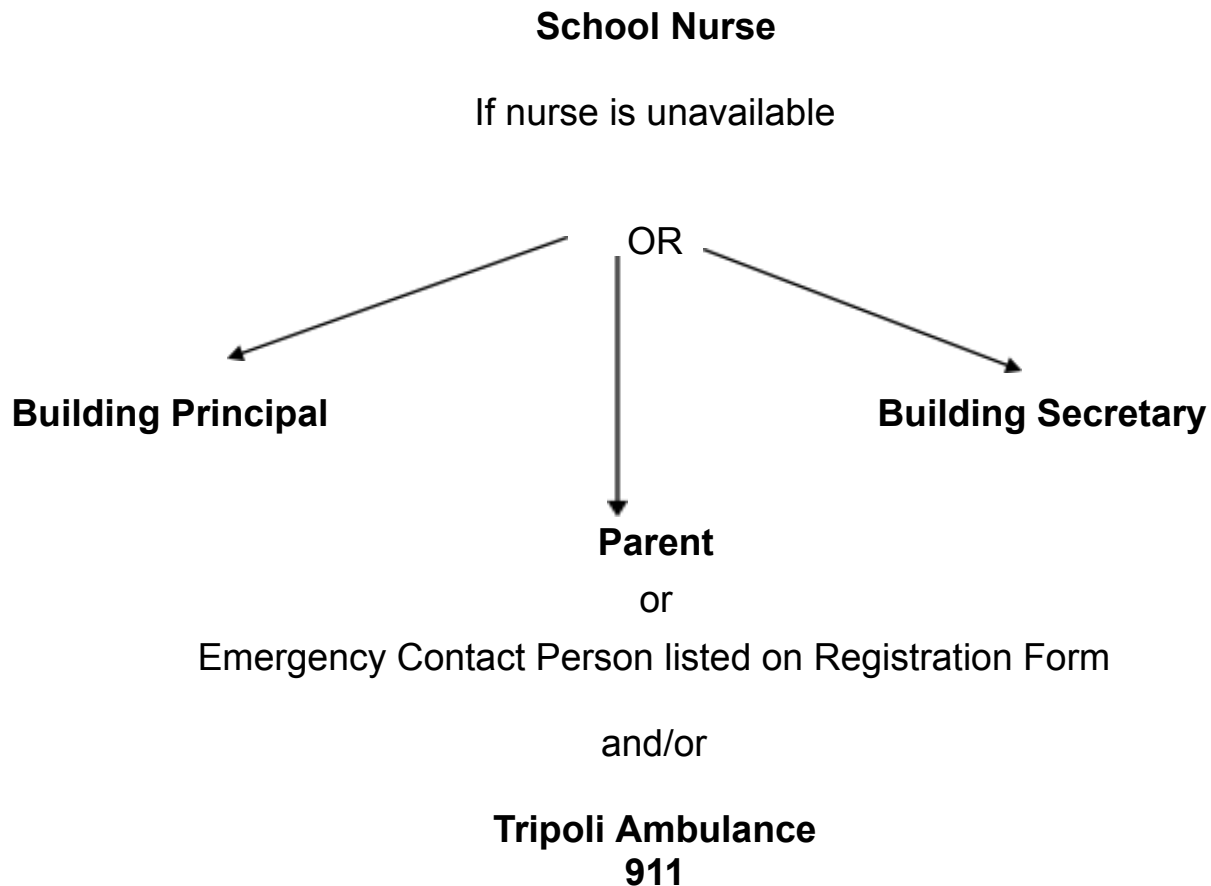 School Nurse
If nurse is unavailable
OR
Building Principal
Building Secretary
Parent
or
Emergency Contact Person listed on Registration Form
and/or
Tripoli Ambulance
911